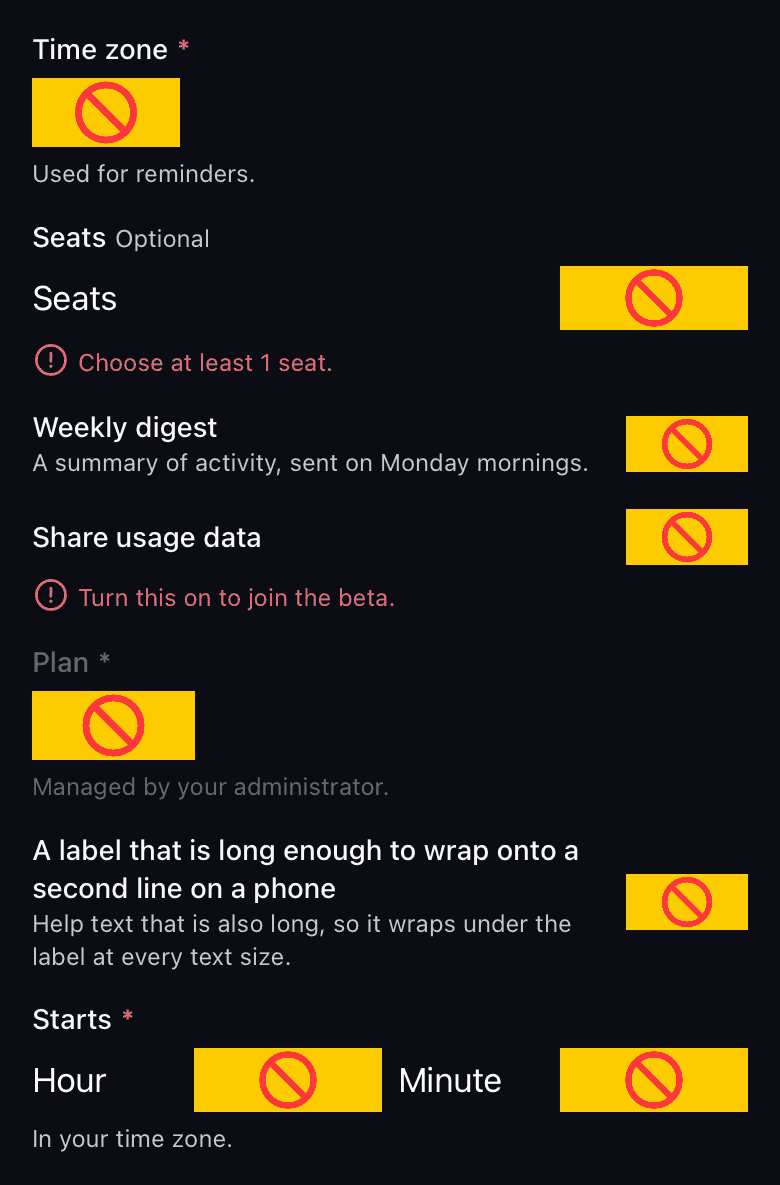 Time zone *
Used for reminders.
Seats Optional
Seats
Choose at least 1 seat.
Weekly digest
A summary of activity, sent on Monday mornings.
Share usage data
Turn this on to join the beta.
Plan *
Managed by your administrator.
A label that is long enough to wrap onto a
second line on a phone
Help text that is also long, so it wraps under the
label at every text size.
Starts *
Hour Minute
In your time zone.